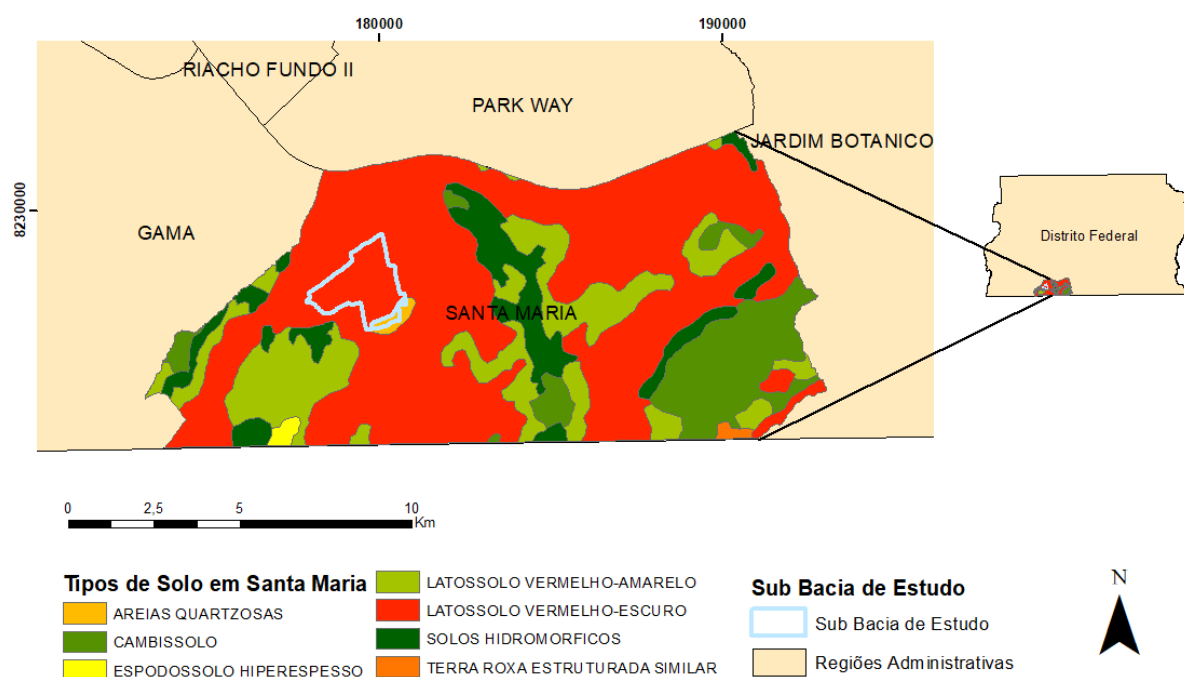 180000
190000
RIACHO FUNDO II
PARK WAY
JARDIM BOTANICO
8230000
GAMA
Distrito Federal
SANTA MARIA
0
2,5
5
10
Km
Tipos de Solo em Santa Maria
AREIAS QUARTZOSAS
CAMBISSOLO
ESPODOSSOLO HIPERESPESSO
LATOSSOLO VERMELHO-AMARELO
LATOSSOLO VERMELHO-ESCURO
SOLOS HIDROMORFICOS
TERRA ROXA ESTRUTURADA SIMILAR
Sub Bacia de Estudo
Sub Bacia de Estudo
Regiões Administrativas
N